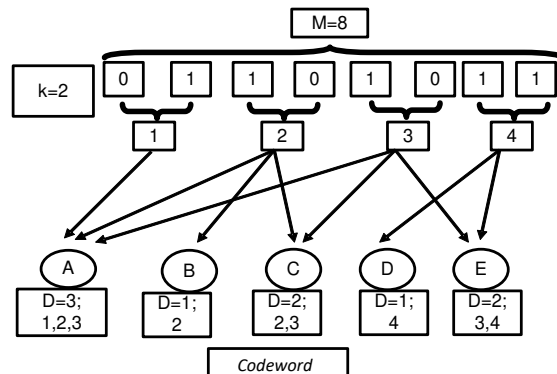 M=8
k=2
0 1 1 0 1 0 1 1
1 2 3 4
A B C D E
D=3; D=1; D=2; D=1; D=2;
1,2,3 2 2,3 4 3,4
Codeword